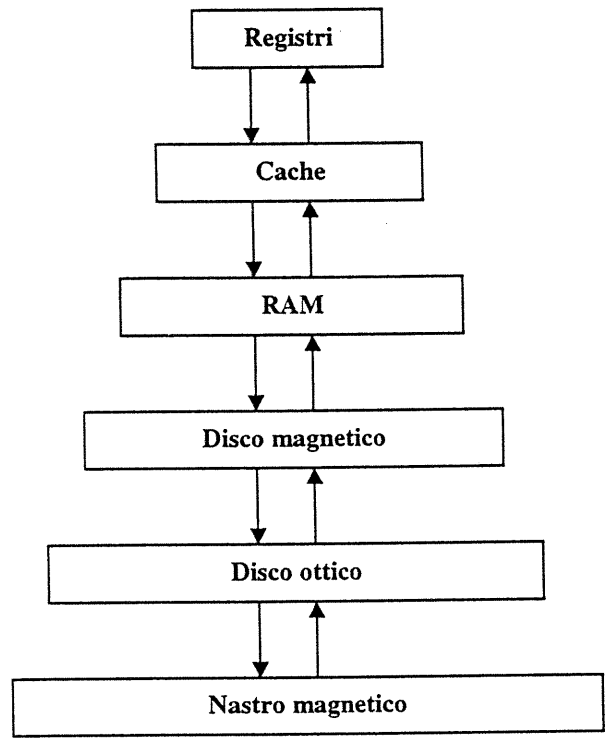 Registri
Cache
RAM
Disco magnetico
Disco ottico
Nastro magnetico